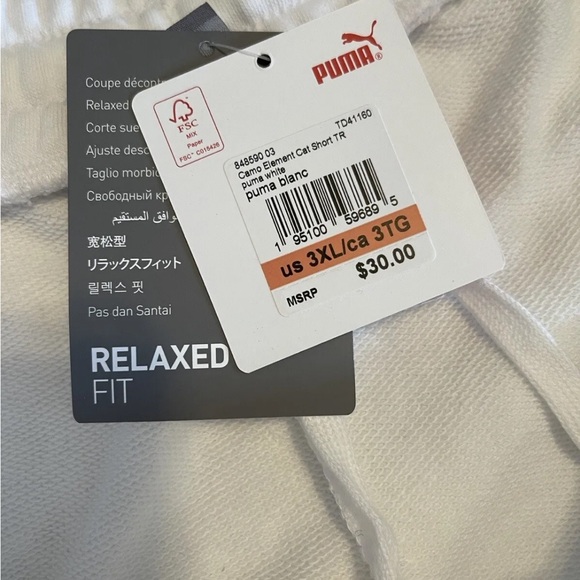 Coupe décont
Relaxed
Corte sue
Ajuste desc
Taglio morbi
Свободный кр
وافق المستقيم
宽松型
リラックスフィット
릴렉스 핏
Pas dan Santai
RELAXED
FIT
FSC
MIX
Paper
FSC® C015426
PUMA®
848590 03
TD41160
Camo Element Cat Short TR
puma white
puma blanc
1 95100 59689 5
us 3XL/ca 3TG
MSRP
$30.00